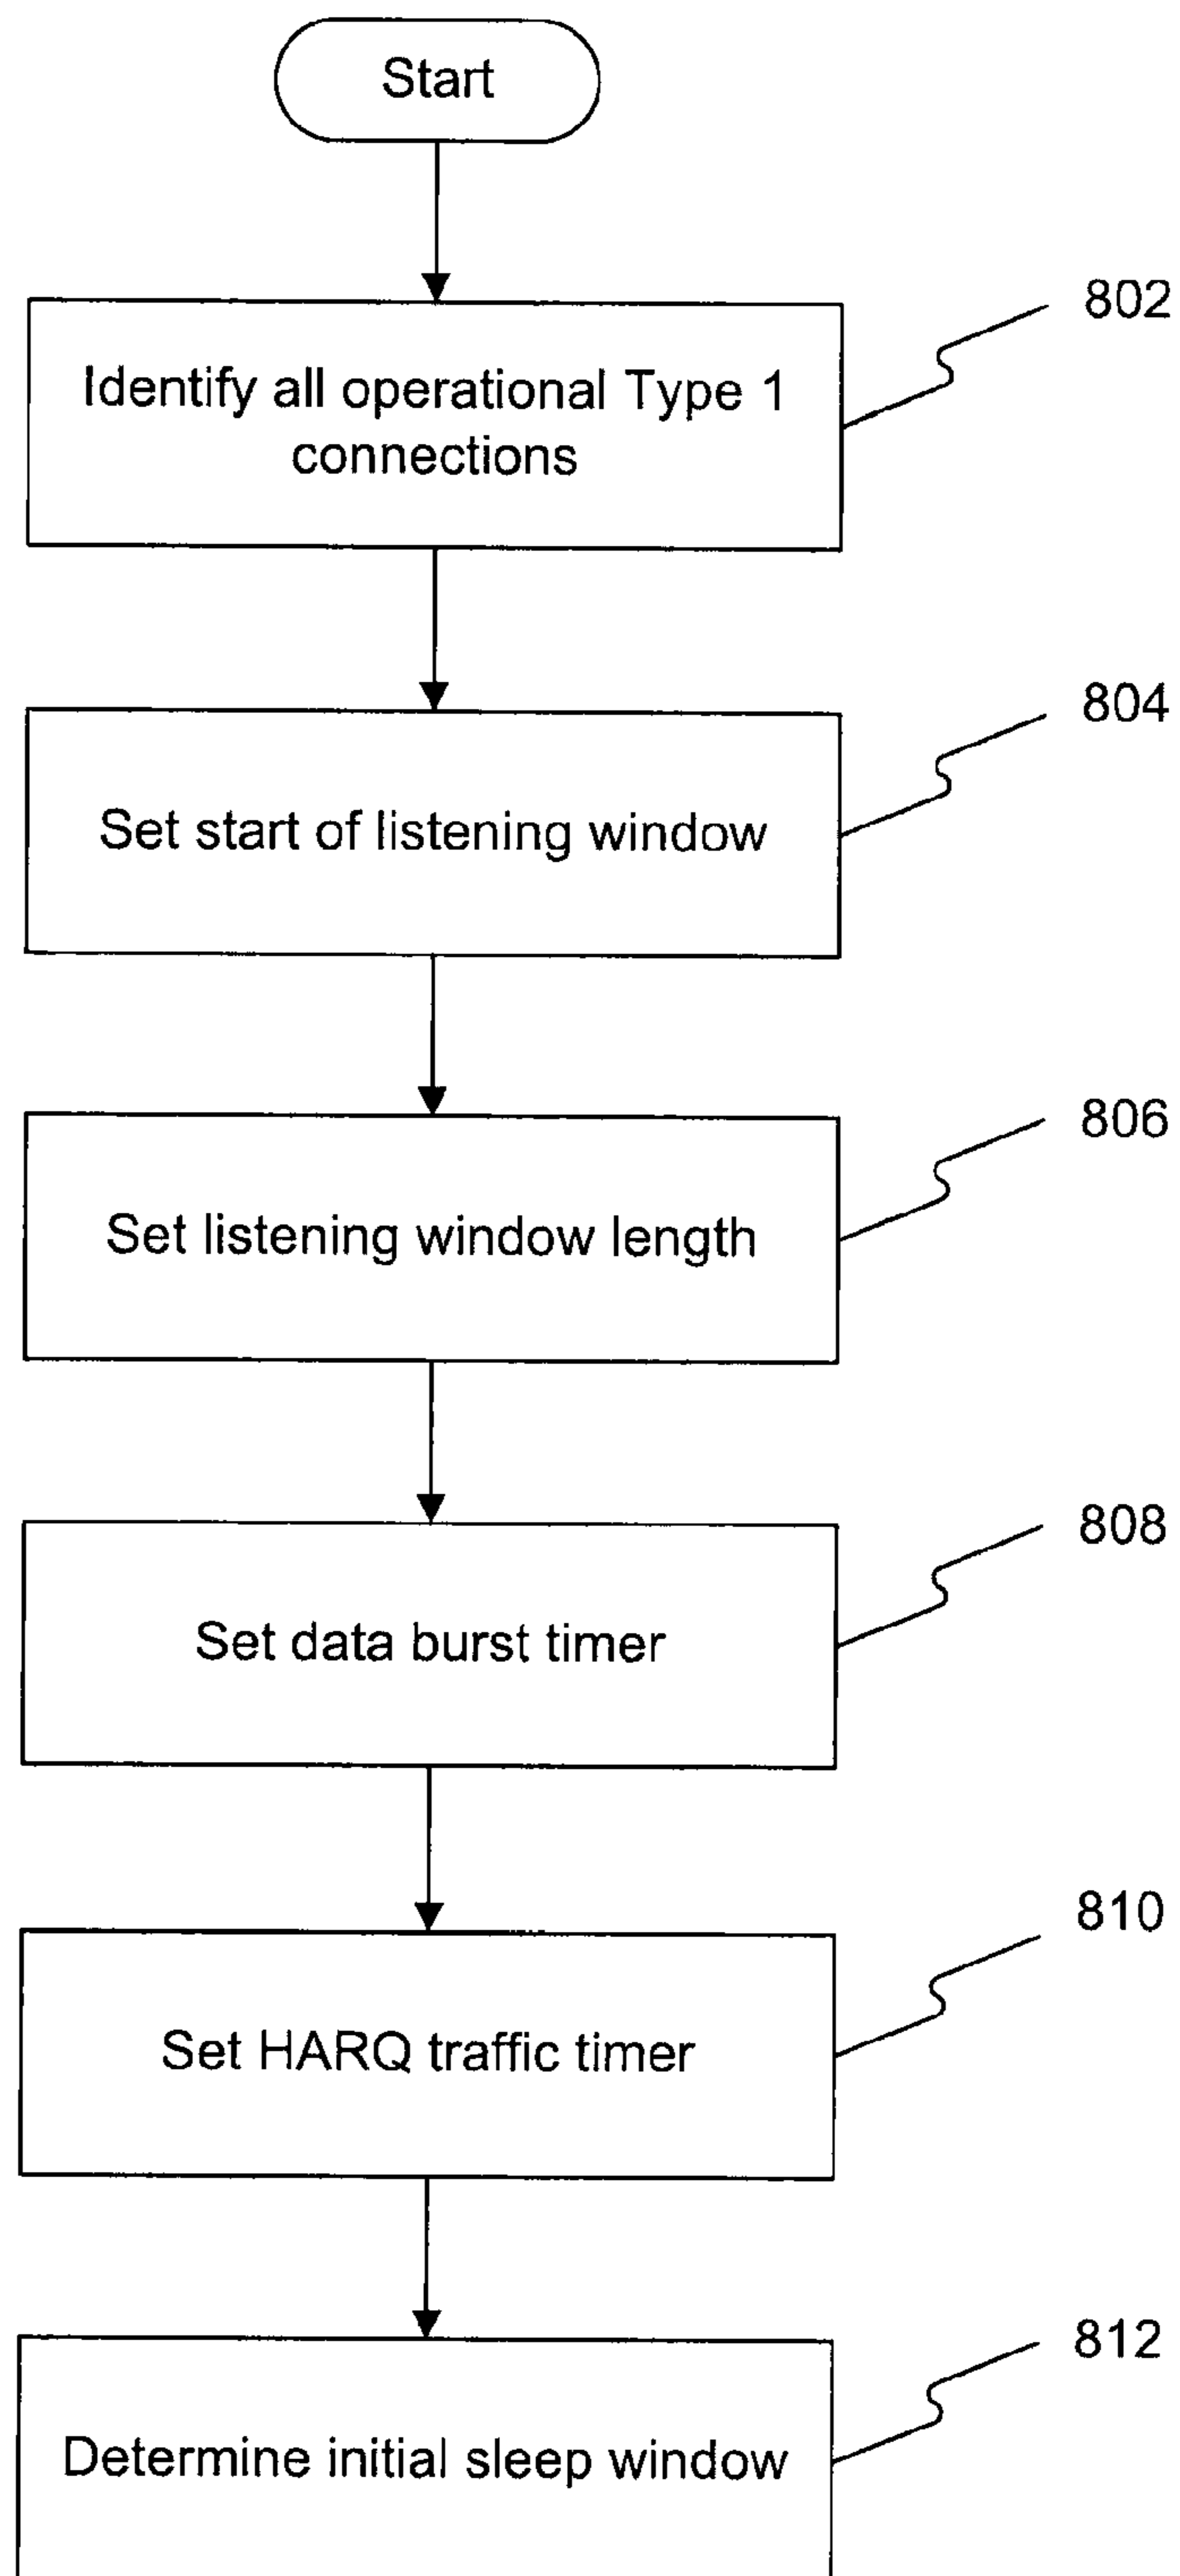 Start
802
Identify all operational Type 1
connections
804
Set start of listening window
806
Set listening window length
808
Set data burst timer
810
Set HARQ traffic timer
812
Determine initial sleep window